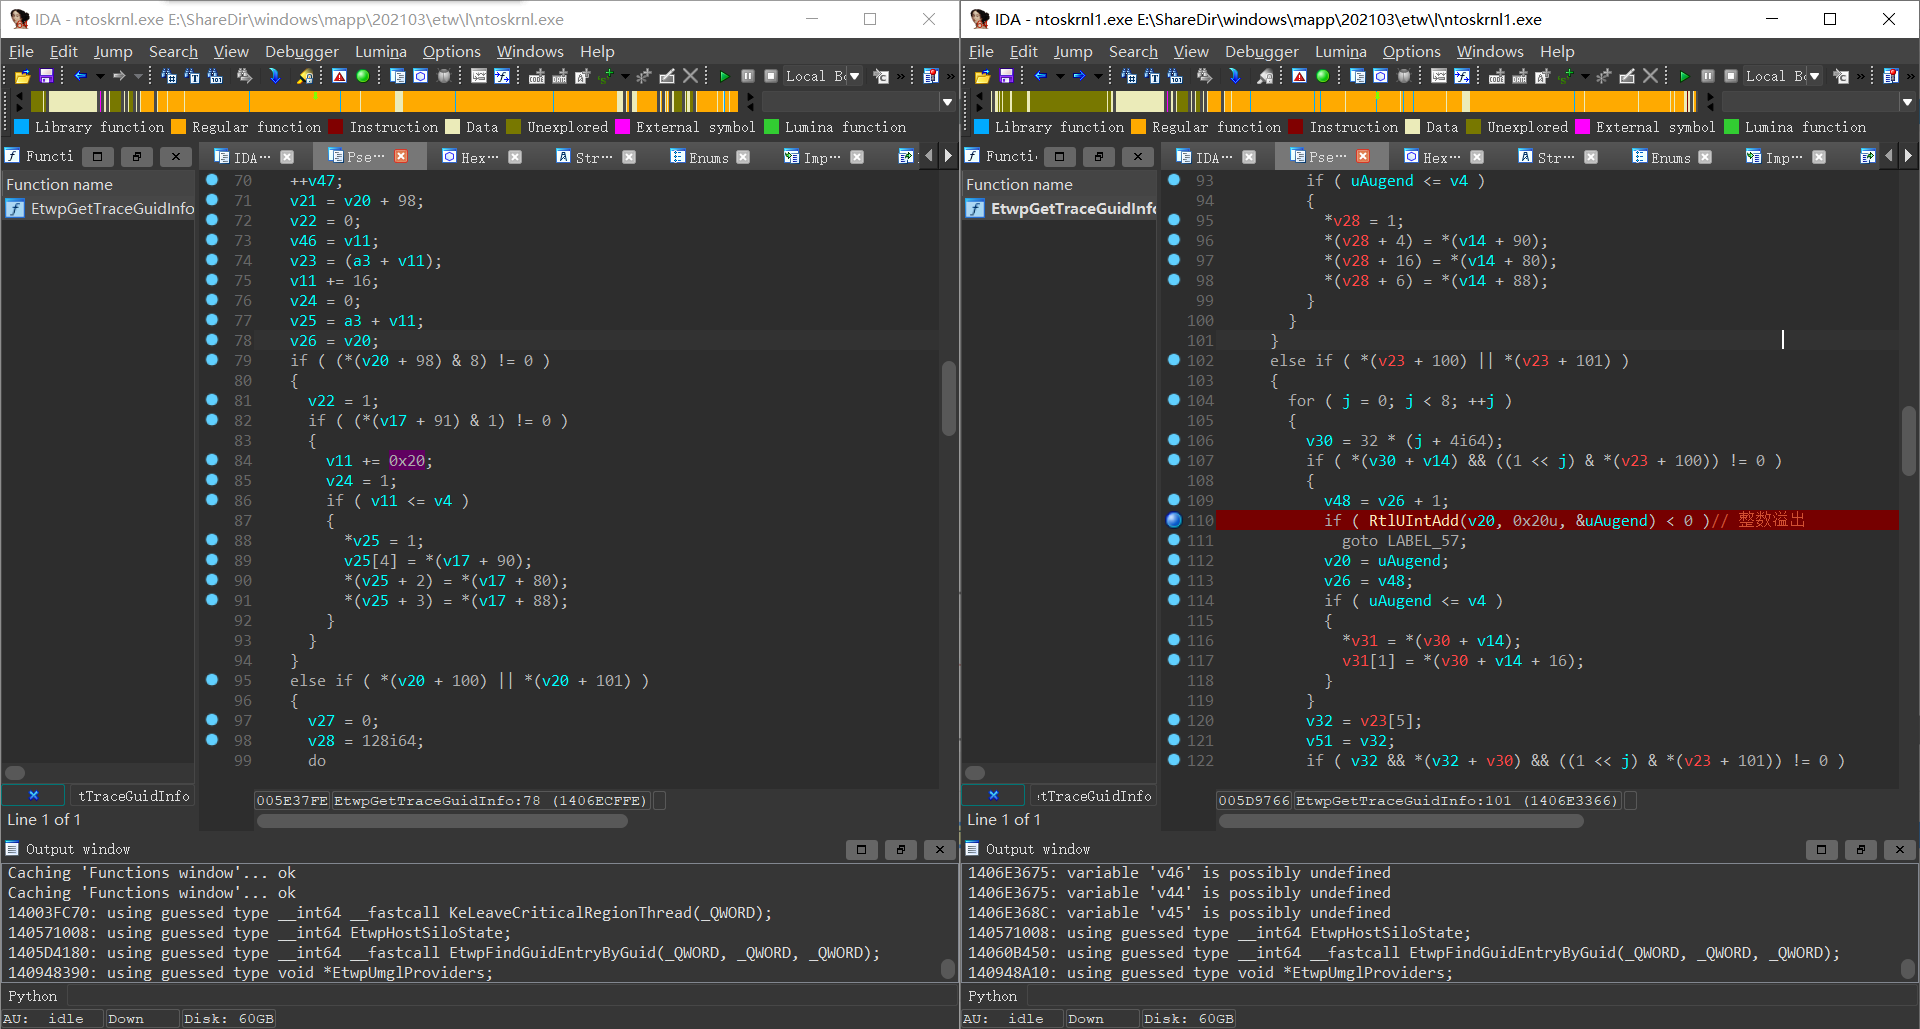 IDA - ntoskrnl.exe E:\ShareDir\windows\mapp\202103\etw\l\ntoskrnl.exe
File Edit Jump Search View Debugger Lumina Options Windows Help
Library function Regular function Instruction Data Unexplored External symbol Lumina function
Functi
IDA⋯ Pse⋯ Hex⋯ Str⋯ Enums Imp⋯
Function name
EtwpGetTraceGuidInfo
70 ++v47;
71 v21 = v20 + 98;
72 v22 = 0;
73 v46 = v11;
74 v23 = (a3 + v11);
75 v11 += 16;
76 v24 = 0;
77 v25 = a3 + v11;
78 v26 = v20;
79 if ( (*(v20 + 98) & 8) != 0 )
80 {
81 v22 = 1;
82 if ( (*(v17 + 91) & 1) != 0 )
83 {
84 v11 += 0x20;
85 v24 = 1;
86 if ( v11 <= v4 )
87 {
88 *v25 = 1;
89 v25[4] = *(v17 + 90);
90 *(v25 + 2) = *(v17 + 80);
91 *(v25 + 3) = *(v17 + 88);
92 }
93 }
94 }
95 else if ( *(v20 + 100) || *(v20 + 101) )
96 {
97 v27 = 0;
98 v28 = 128i64;
99 do
tTraceGuidInfo
005E37FE EtwpGetTraceGuidInfo:78 (1406ECFFE)
Line 1 of 1
Output window
Caching 'Functions window'... ok
Caching 'Functions window'... ok
14003FC70: using guessed type __int64 __fastcall KeLeaveCriticalRegionThread(_QWORD);
140571008: using guessed type __int64 EtwpHostSiloState;
1405D4180: using guessed type __int64 __fastcall EtwpFindGuidEntryByGuid(_QWORD, _QWORD, _QWORD);
140948390: using guessed type void *EtwpUmglProviders;
Python
AU: idle Down Disk: 60GB
IDA - ntoskrnl1.exe E:\ShareDir\windows\mapp\202103\etw\l\ntoskrnl1.exe
File Edit Jump Search View Debugger Lumina Options Windows Help
Library function Regular function Instruction Data Unexplored External symbol Lumina function
Functi
IDA⋯ Pse⋯ Hex⋯ Str⋯ Enums Imp⋯
Function name
EtwpGetTraceGuidInfo
93 if ( uAugend <= v4 )
94 {
95 *v28 = 1;
96 *(v28 + 4) = *(v14 + 90);
97 *(v28 + 16) = *(v14 + 80);
98 *(v28 + 6) = *(v14 + 88);
99 }
100 }
101 }
102 else if ( *(v23 + 100) || *(v23 + 101) )
103 {
104 for ( j = 0; j < 8; ++j )
105 {
106 v30 = 32 * (j + 4i64);
107 if ( *(v30 + v14) && ((1 << j) & *(v23 + 100)) != 0 )
108 {
109 v48 = v26 + 1;
110 if ( RtlUIntAdd(v20, 0x20u, &uAugend) < 0 )// 整数溢出
111 goto LABEL_57;
112 v20 = uAugend;
113 v26 = v48;
114 if ( uAugend <= v4 )
115 {
116 *v31 = *(v30 + v14);
117 v31[1] = *(v30 + v14 + 16);
118 }
119 }
120 v32 = v23[5];
121 v51 = v32;
122 if ( v32 && *(v32 + v30) && ((1 << j) & *(v23 + 101)) != 0 )
tTraceGuidInfo
005D9766 EtwpGetTraceGuidInfo:101 (1406E3366)
Line 1 of 1
Output window
1406E3675: variable 'v46' is possibly undefined
1406E3675: variable 'v44' is possibly undefined
1406E368C: variable 'v45' is possibly undefined
140571008: using guessed type __int64 EtwpHostSiloState;
14060B450: using guessed type __int64 __fastcall EtwpFindGuidEntryByGuid(_QWORD, _QWORD, _QWORD);
140948A10: using guessed type void *EtwpUmglProviders;
Python
AU: idle Down Disk: 60GB